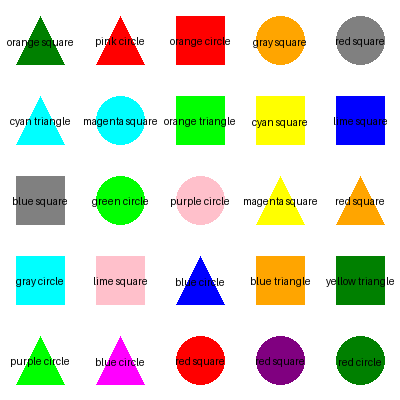 orange square pink circle orange circle gray square red square
cyan triangle magenta square orange triangle cyan square lime square
blue square green circle purple circle magenta square red square
gray circle lime square blue circle blue triangle yellow triangle
purple circle blue circle red square red square red circle